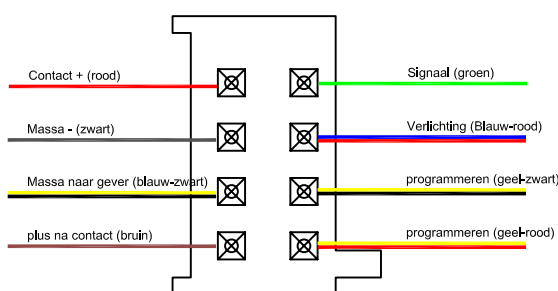 Contact + (rood)
Signaal (groen)
Massa - (zwart)
Verlichting (Blauw-rood)
Massa naar gever (blauw-zwart)
programmeren (geel-zwart)
plus na contact (bruin)
programmeren (geel-rood)